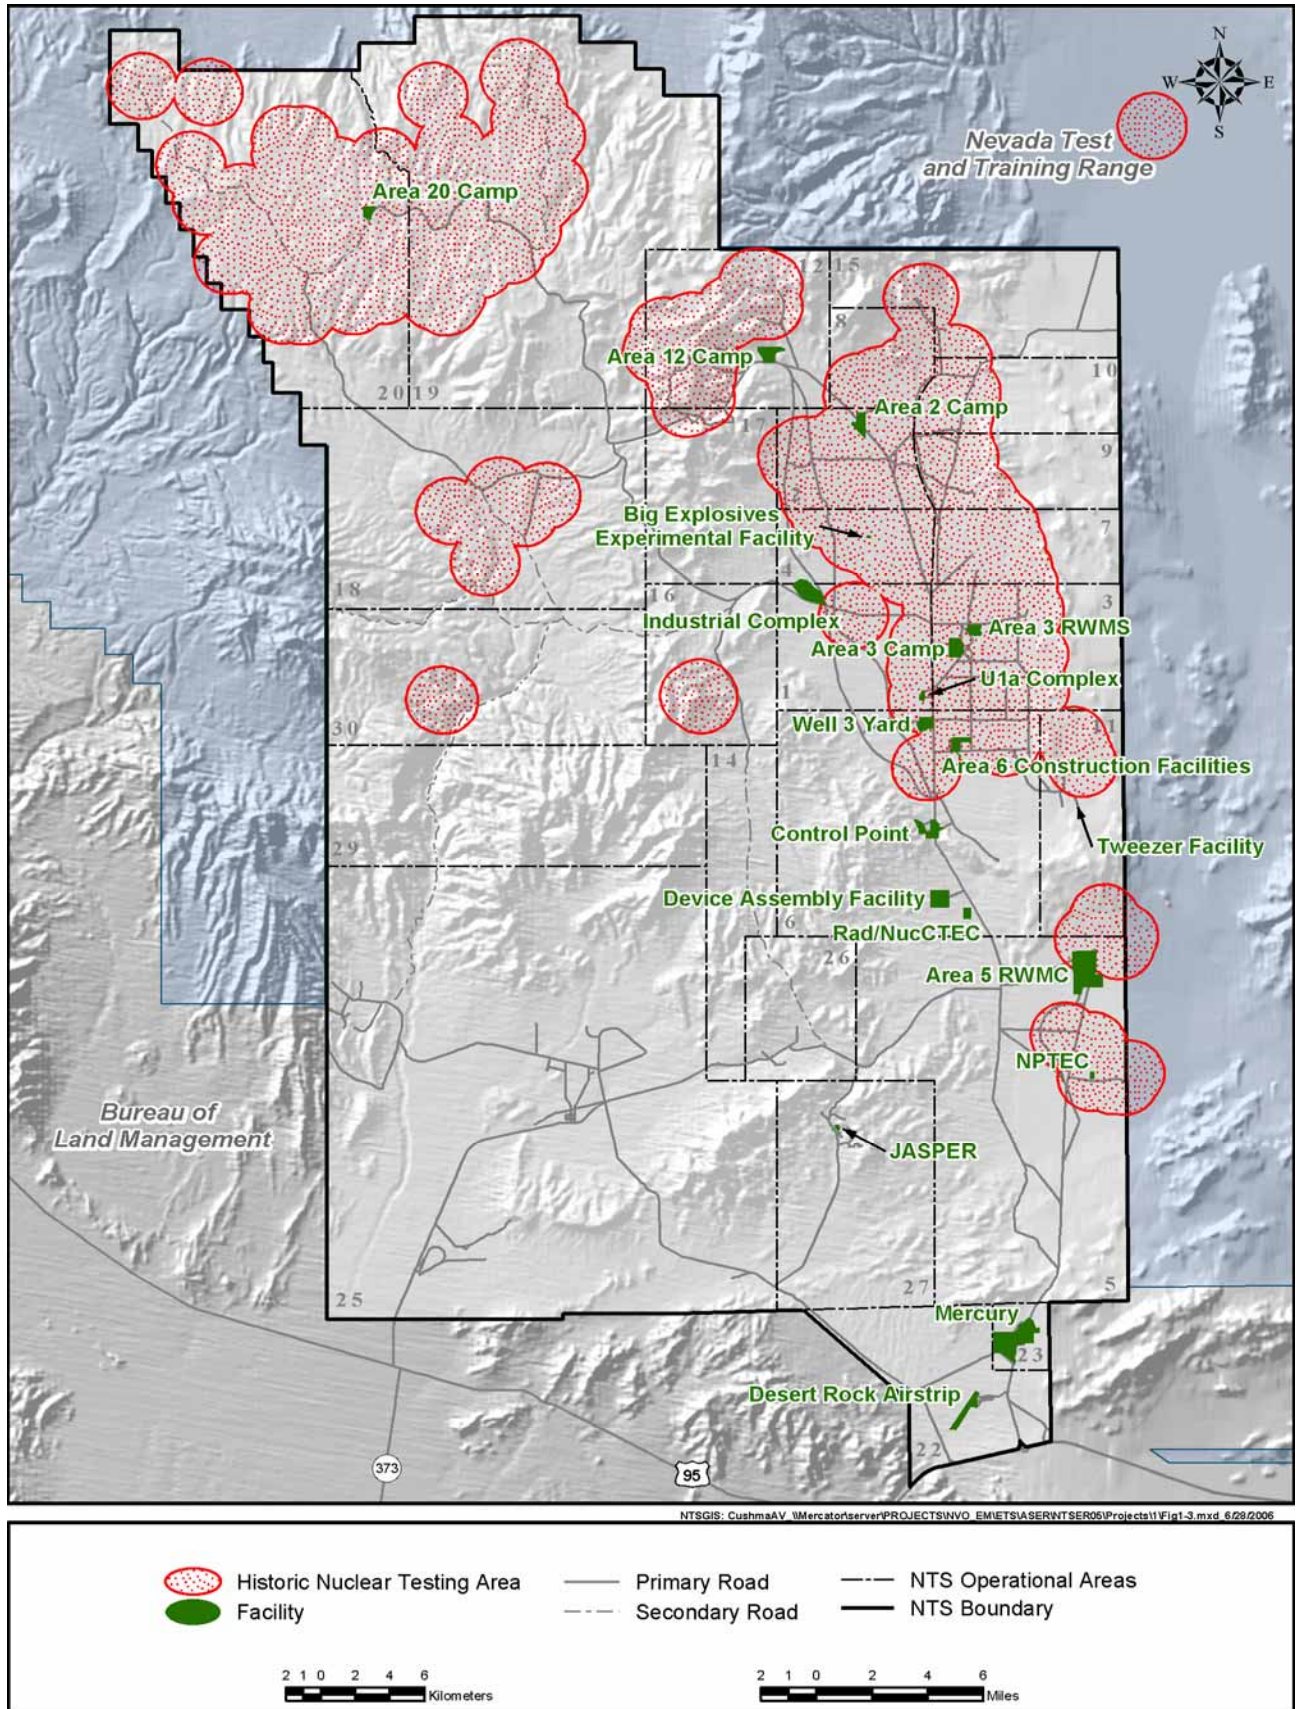 N
W E
S
Nevada Test
and Training Range
Area 20 Camp
12 15
8
Area 12 Camp
10
20 19
Area 2 Camp
17
9
2
Big Explosives
Experimental Facility
7
4
18
16
3
Industrial Complex
Area 3 RWMS
Area 3 Camp
U1a Complex
1
30
Well 3 Yard
11
14
Area 6 Construction Facilities
Control Point
Tweezer Facility
29
Device Assembly Facility
6
Rad/NucCTEC
26
Area 5 RWMC
NPTEC
Bureau of
Land Management
JASPER
25
27
5
Mercury
23
Desert Rock Airstrip
22
373
95
NTSGIS: CushmaAV_\\Mercator\server\PROJECTS\NVO_EM\ETS\ASER\NTSER05\Projects\1\Fig1-3.mxd_6/28/2006
Historic Nuclear Testing Area
Primary Road
NTS Operational Areas
Facility
Secondary Road
NTS Boundary
2 1 0 2 4 6
Kilometers
2 1 0 2 4 6
Miles